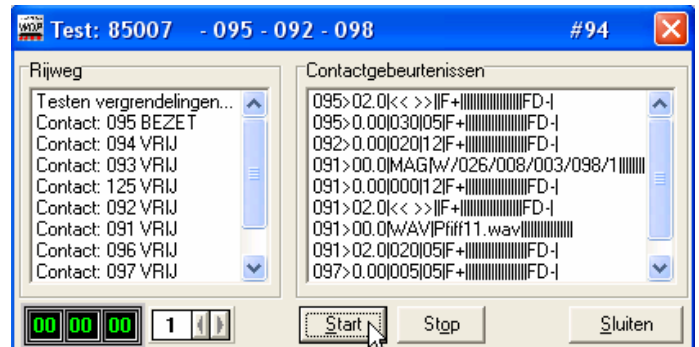 Test: 85007 - 095 - 092 - 098 #94
Rijweg
Testen vergrendelingen...
Contact: 095 BEZET
Contact: 094 VRIJ
Contact: 093 VRIJ
Contact: 125 VRIJ
Contact: 092 VRIJ
Contact: 091 VRIJ
Contact: 096 VRIJ
Contact: 097 VRIJ
Contactgebeurtenissen
095>02.0|<< >>||F+||||||||||||||||||FD-|
095>0.00|030|05|F+||||||||||||||||||FD-|
092>0.00|020|12|F+||||||||||||||||||FD-|
091>00.0|MAG|W/026/008/003/098/1|||||||
091>0.00|000|12|F+||||||||||||||||||FD-|
091>02.0|<< >>||F+||||||||||||||||||FD-|
091>00.0|WAV|Pfiff11.wav|||||||||||||||
091>02.0|020|05|F+||||||||||||||||||FD-|
097>0.00|005|05|F+||||||||||||||||||FD-|
00 00 00 1 Start Stop Sluiten